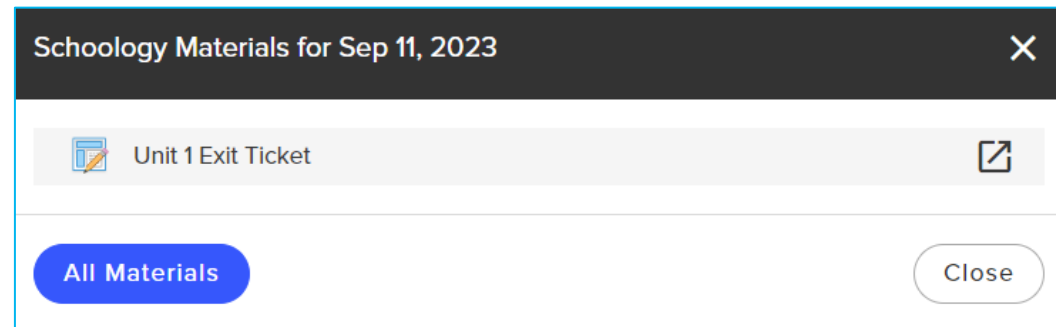 Schoology Materials for Sep 11, 2023
Unit 1 Exit Ticket
All Materials
Close